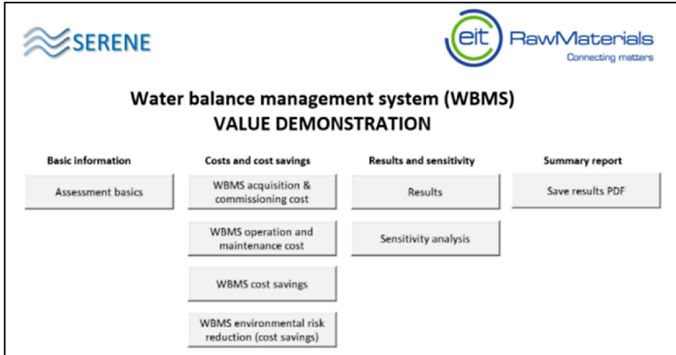 SERENE
eit RawMaterials
Connecting matters
Water balance management system (WBMS)
VALUE DEMONSTRATION
Basic information
Assessment basics
Costs and cost savings
WBMS acquisition &
commissioning cost
WBMS operation and
maintenance cost
WBMS cost savings
WBMS environmental risk
reduction (cost savings)
Results and sensitivity
Results
Sensitivity analysis
Summary report
Save results PDF